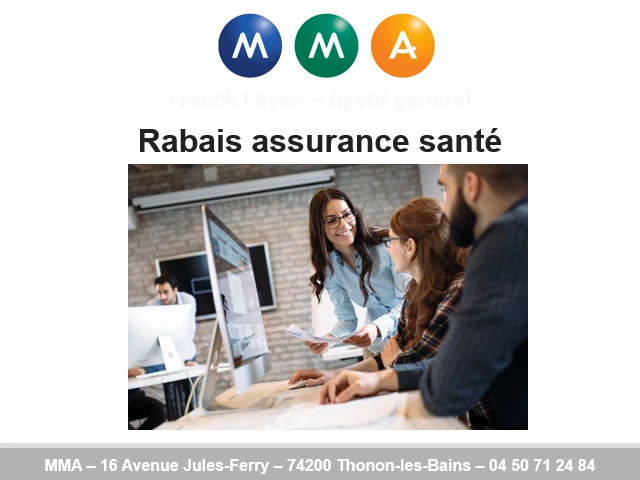 MMA
Franck Payen – Agent général
Rabais assurance santé
MMA – 16 Avenue Jules-Ferry – 74200 Thonon-les-Bains – 04 50 71 24 84